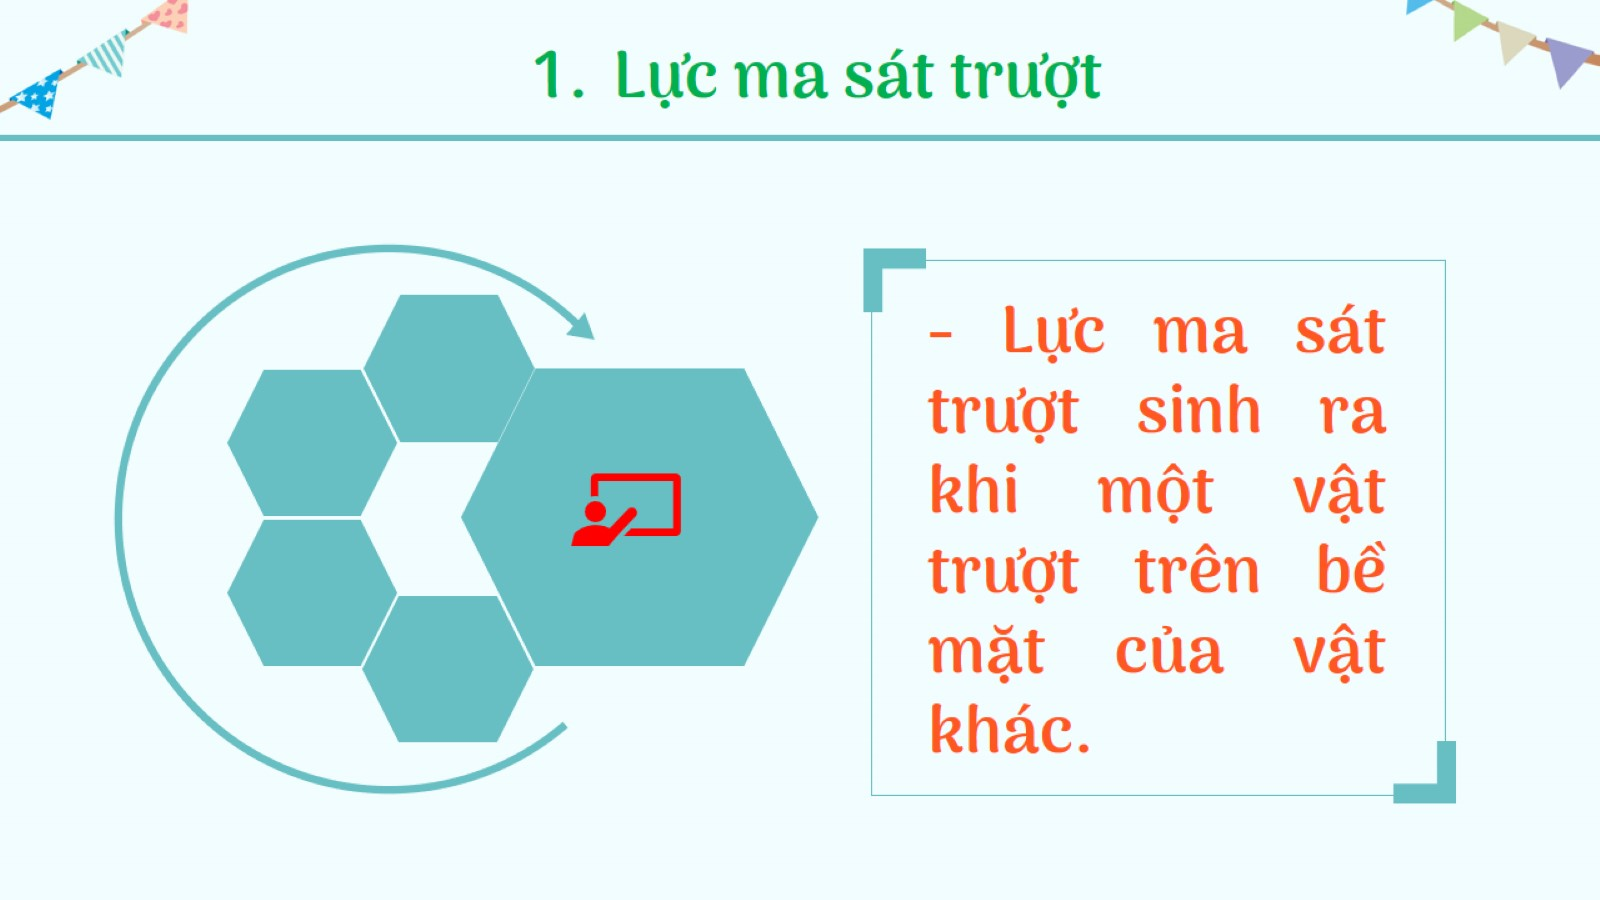 1. Lực ma sát trượt
- Lực ma sát
trượt sinh ra
khi một vật
trượt trên bề
mặt của vật
khác.